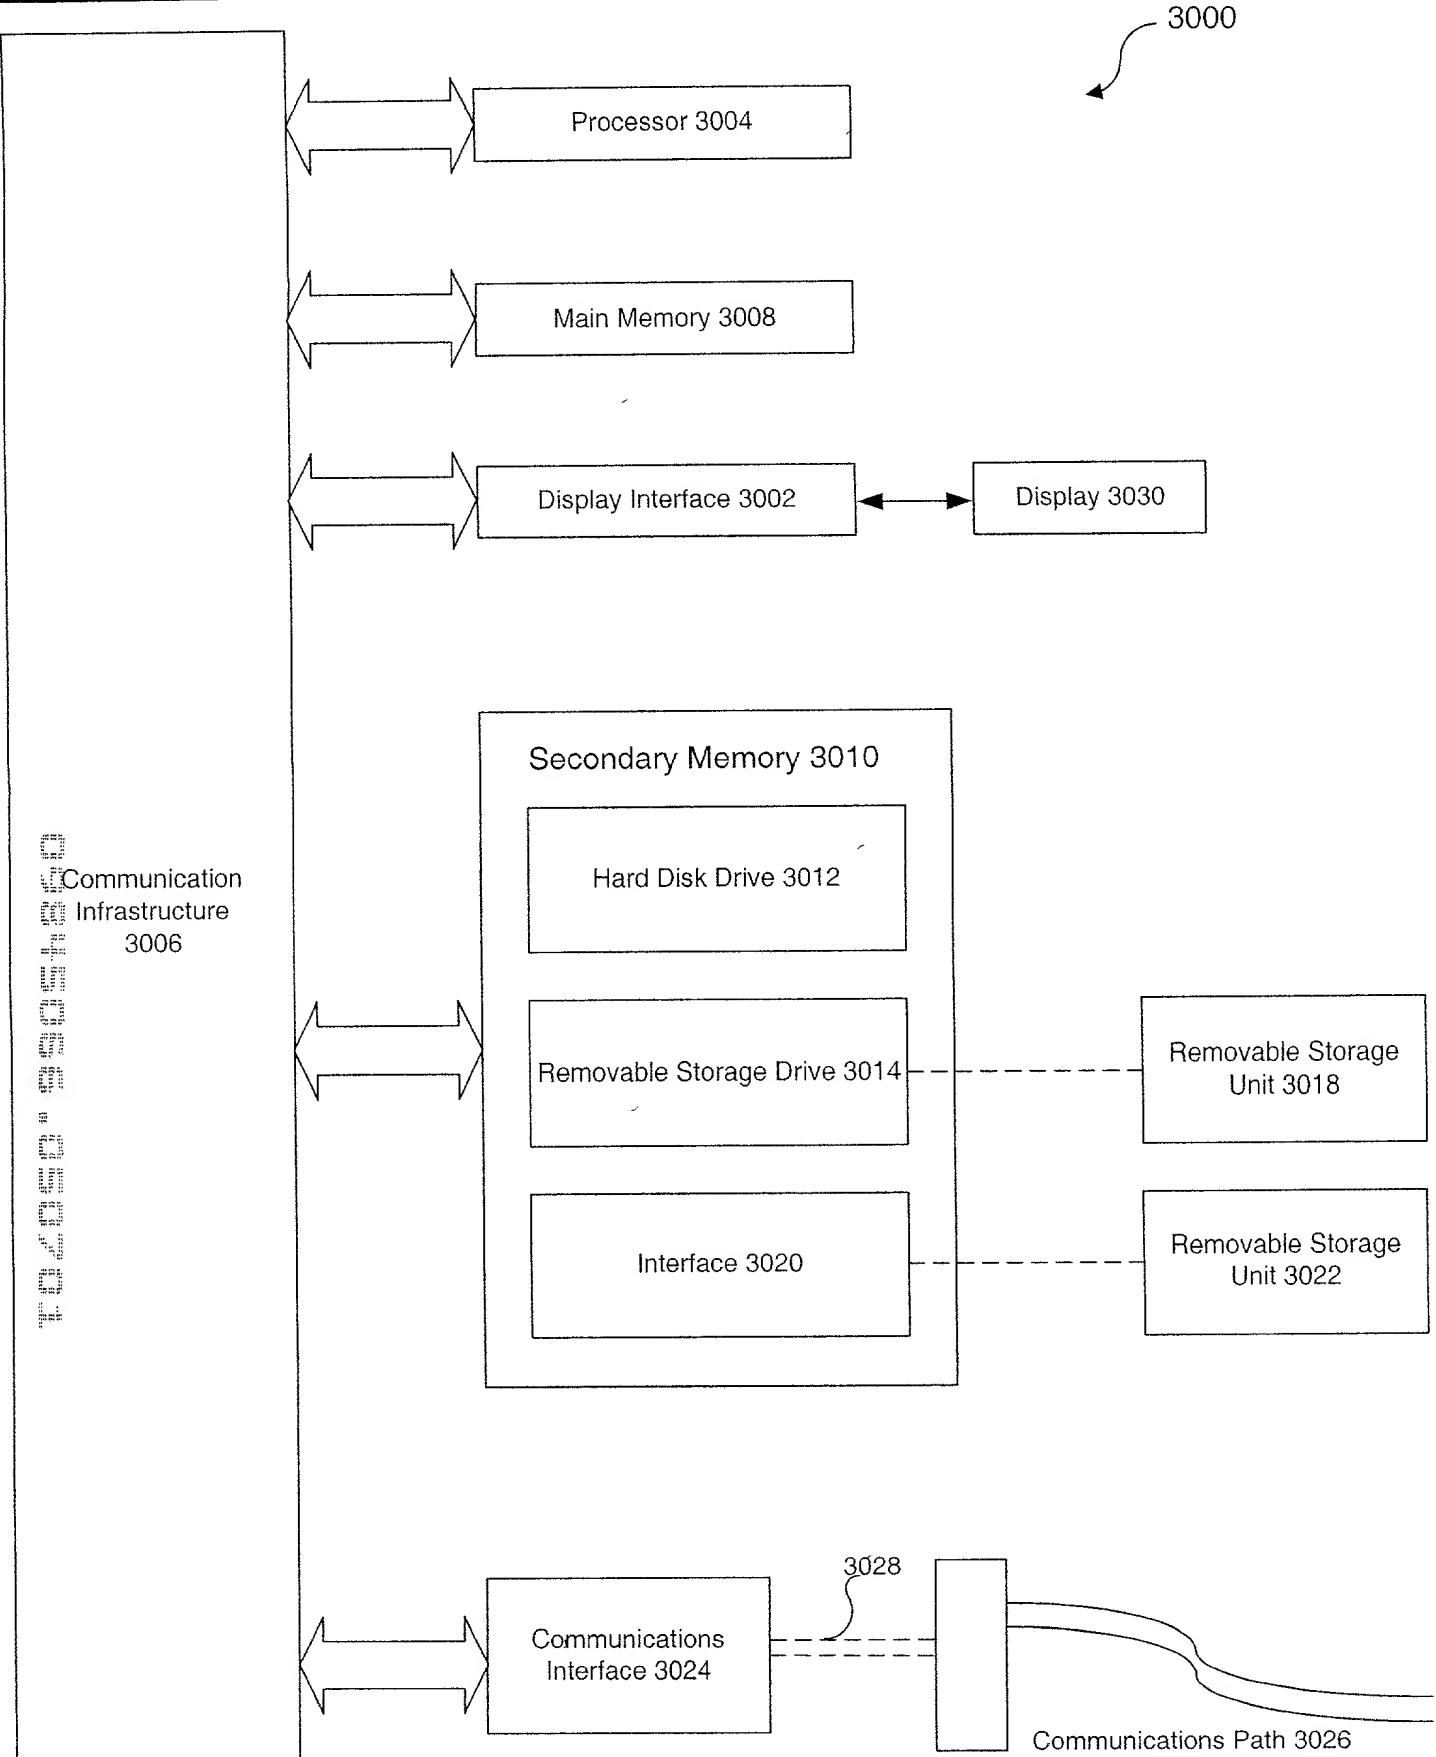 3000
Processor 3004
Main Memory 3008
Display Interface 3002
Display 3030
Secondary Memory 3010
Hard Disk Drive 3012
Communication
Infrastructure
3006
Removable Storage Drive 3014
Removable Storage
Unit 3018
Interface 3020
Removable Storage
Unit 3022
3028
Communications
Interface 3024
Communications Path 3026